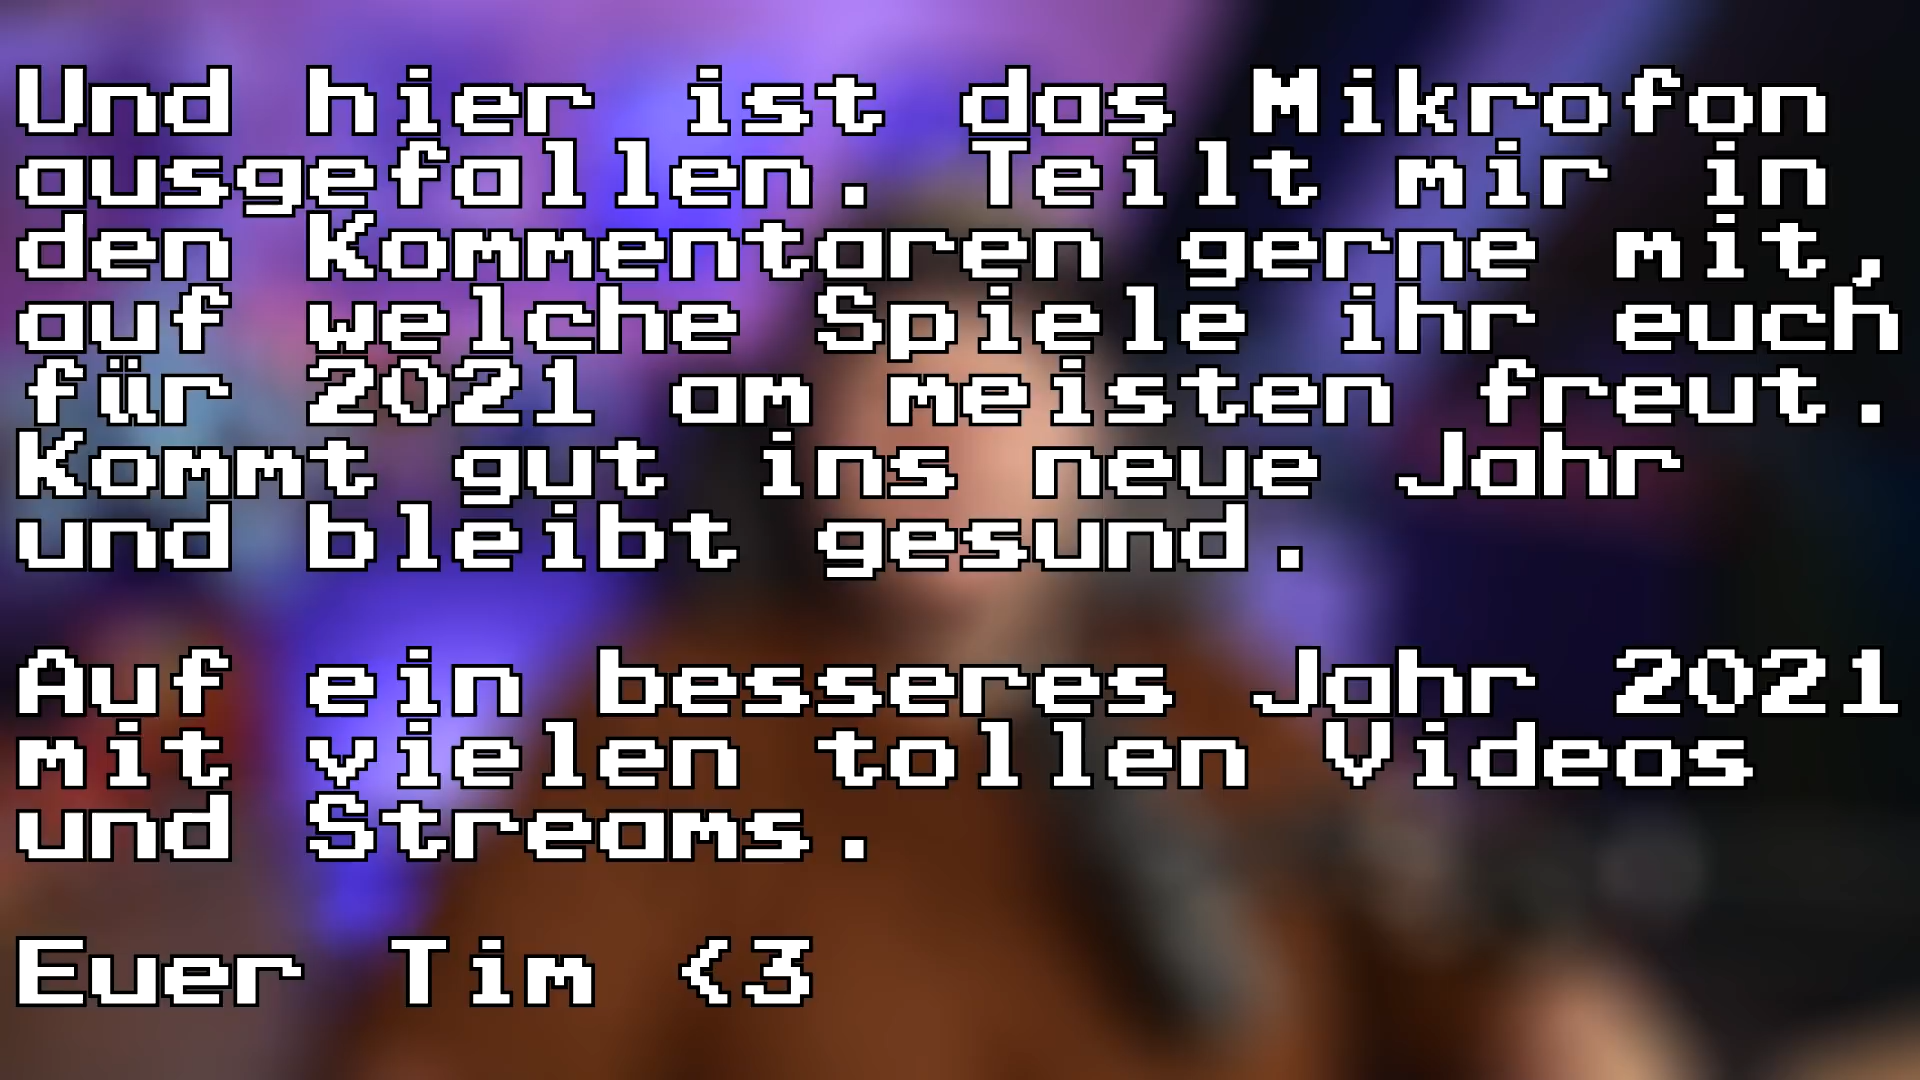 Und hier ist das Mikrofon
ausgefallen. Teilt mir in
den Kommentaren gerne mit,
auf welche Spiele ihr euch
für 2021 am meisten freut.
Kommt gut ins neue Jahr
und bleibt gesund.
Auf ein besseres Jahr 2021
mit vielen tollen Videos
und Streams.
Euer Tim <3